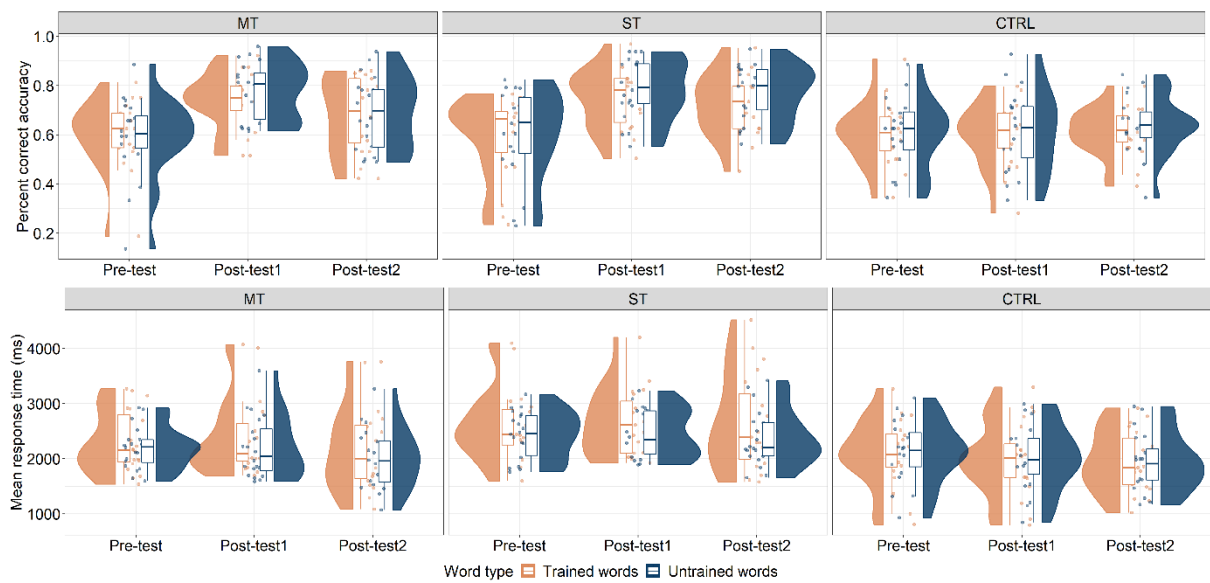 MT ST CTRL
Percent correct accuracy
1.0
0.8
0.6
0.4
0.2
Pre-test Post-test1 Post-test2 Pre-test Post-test1 Post-test2 Pre-test Post-test1 Post-test2
MT ST CTRL
Mean response time (ms)
4000
3000
2000
1000
Pre-test Post-test1 Post-test2 Pre-test Post-test1 Post-test2 Pre-test Post-test1 Post-test2
Word type Trained words Untrained words